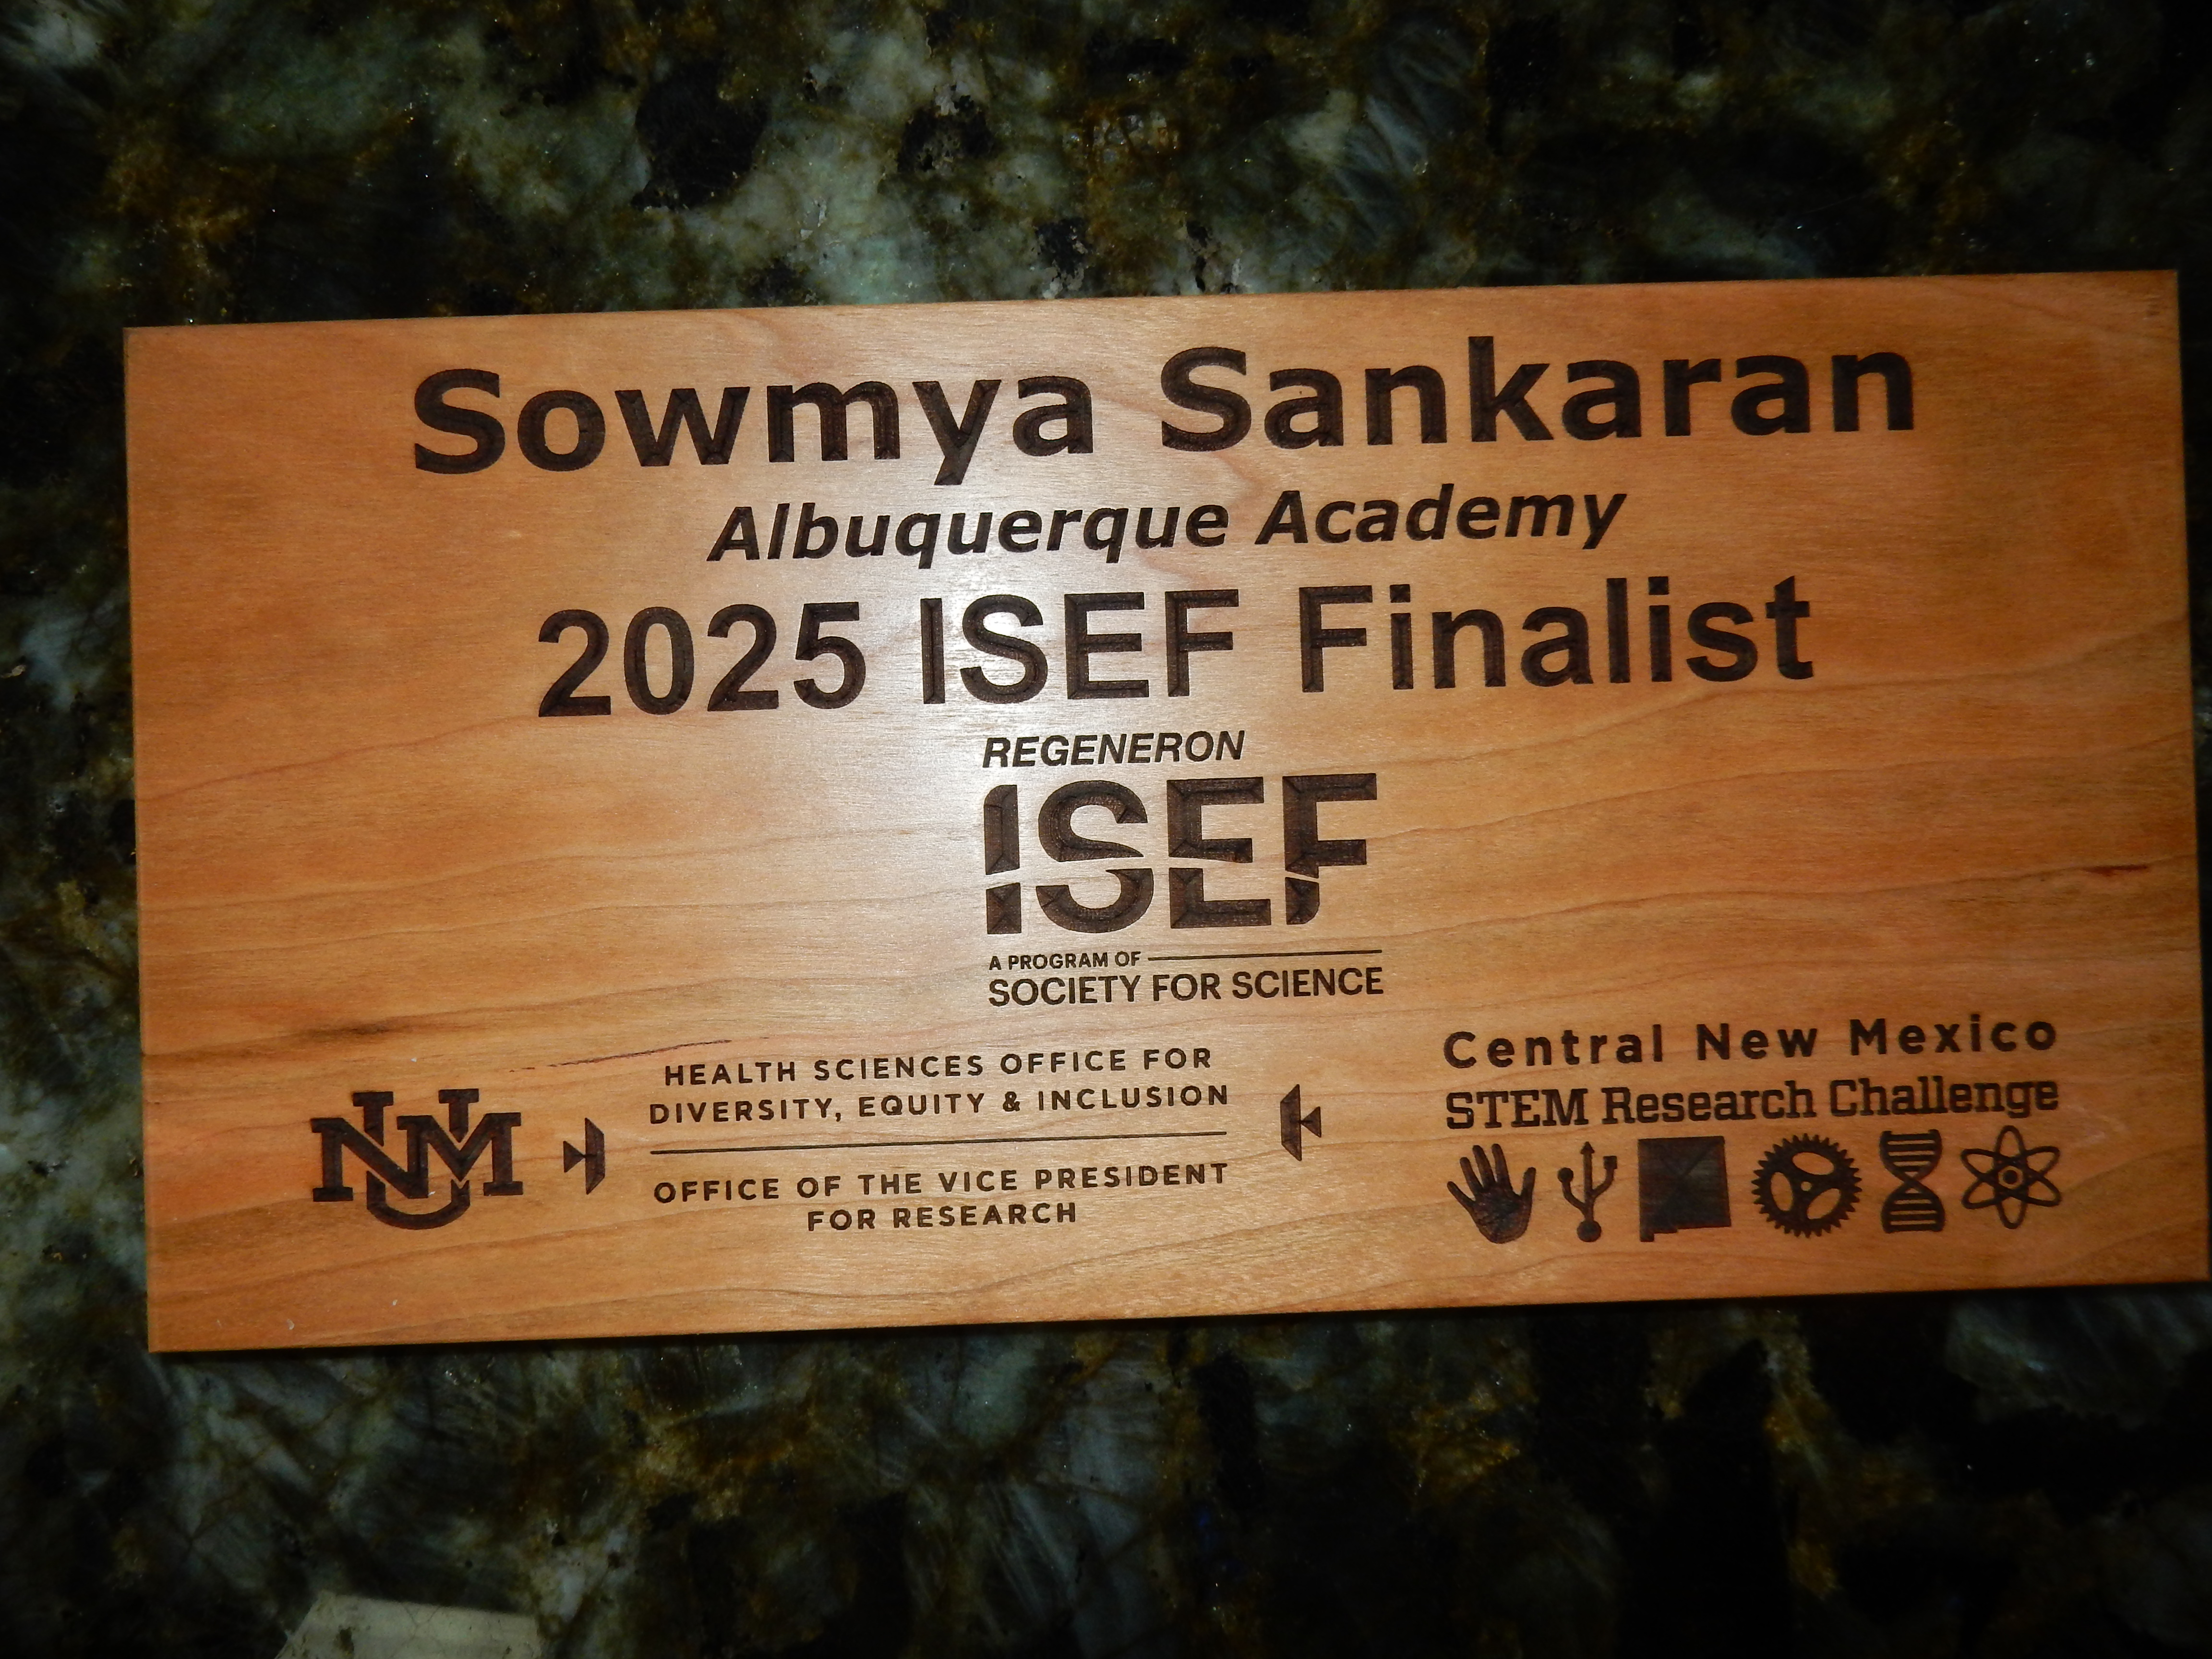 Sowmya Sankaran
Albuquerque Academy
2025 ISEF Finalist
REGENERON
ISEF
A PROGRAM OF
SOCIETY FOR SCIENCE
NUM
HEALTH SCIENCES OFFICE FOR
DIVERSITY, EQUITY & INCLUSION
OFFICE OF THE VICE PRESIDENT
FOR RESEARCH
Central New Mexico
STEM Research Challenge